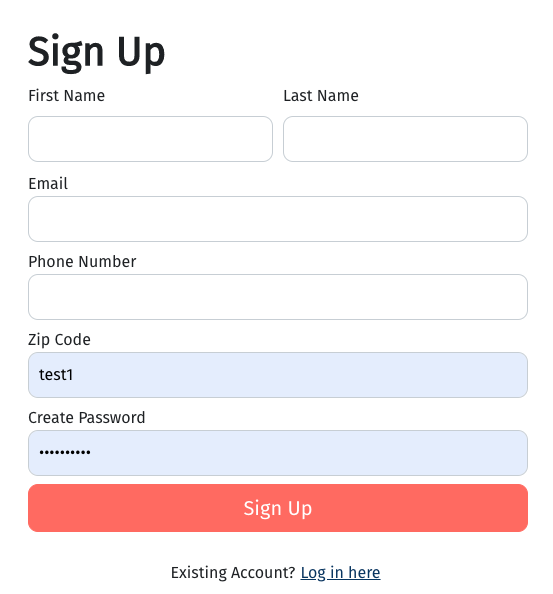 Sign Up
First Name Last Name
Email
Phone Number
Zip Code
test1
Create Password
••••••••••
Sign Up
Existing Account? Log in here